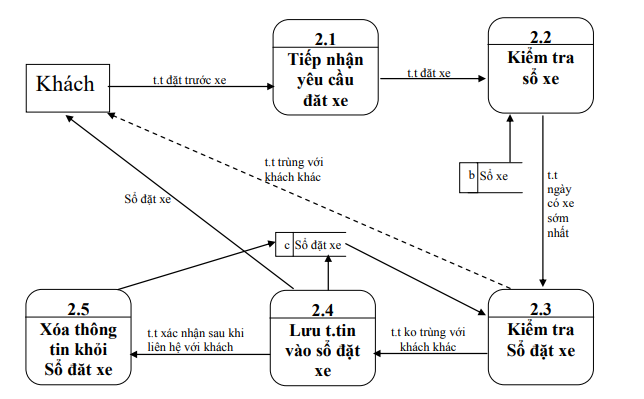 2.1
Tiếp nhận
yêu cầu
đăt xe
2.2
Kiểm tra
sổ xe
Khách
t.t đặt trước xe
t.t đăt xe
t.t trùng với
khách khác
b Sổ xe
t.t
ngày
có xe
sớm
nhất
Sổ đặt xe
c Sổ đặt xe
2.5
Xóa thông
tin khỏi
Sổ đăt xe
t.t xác nhận sau khi
liên hệ với khách
2.4
Lưu t.tin
vào sổ đặt
xe
t.t ko trùng với
khách khác
2.3
Kiểm tra
Sổ đặt xe